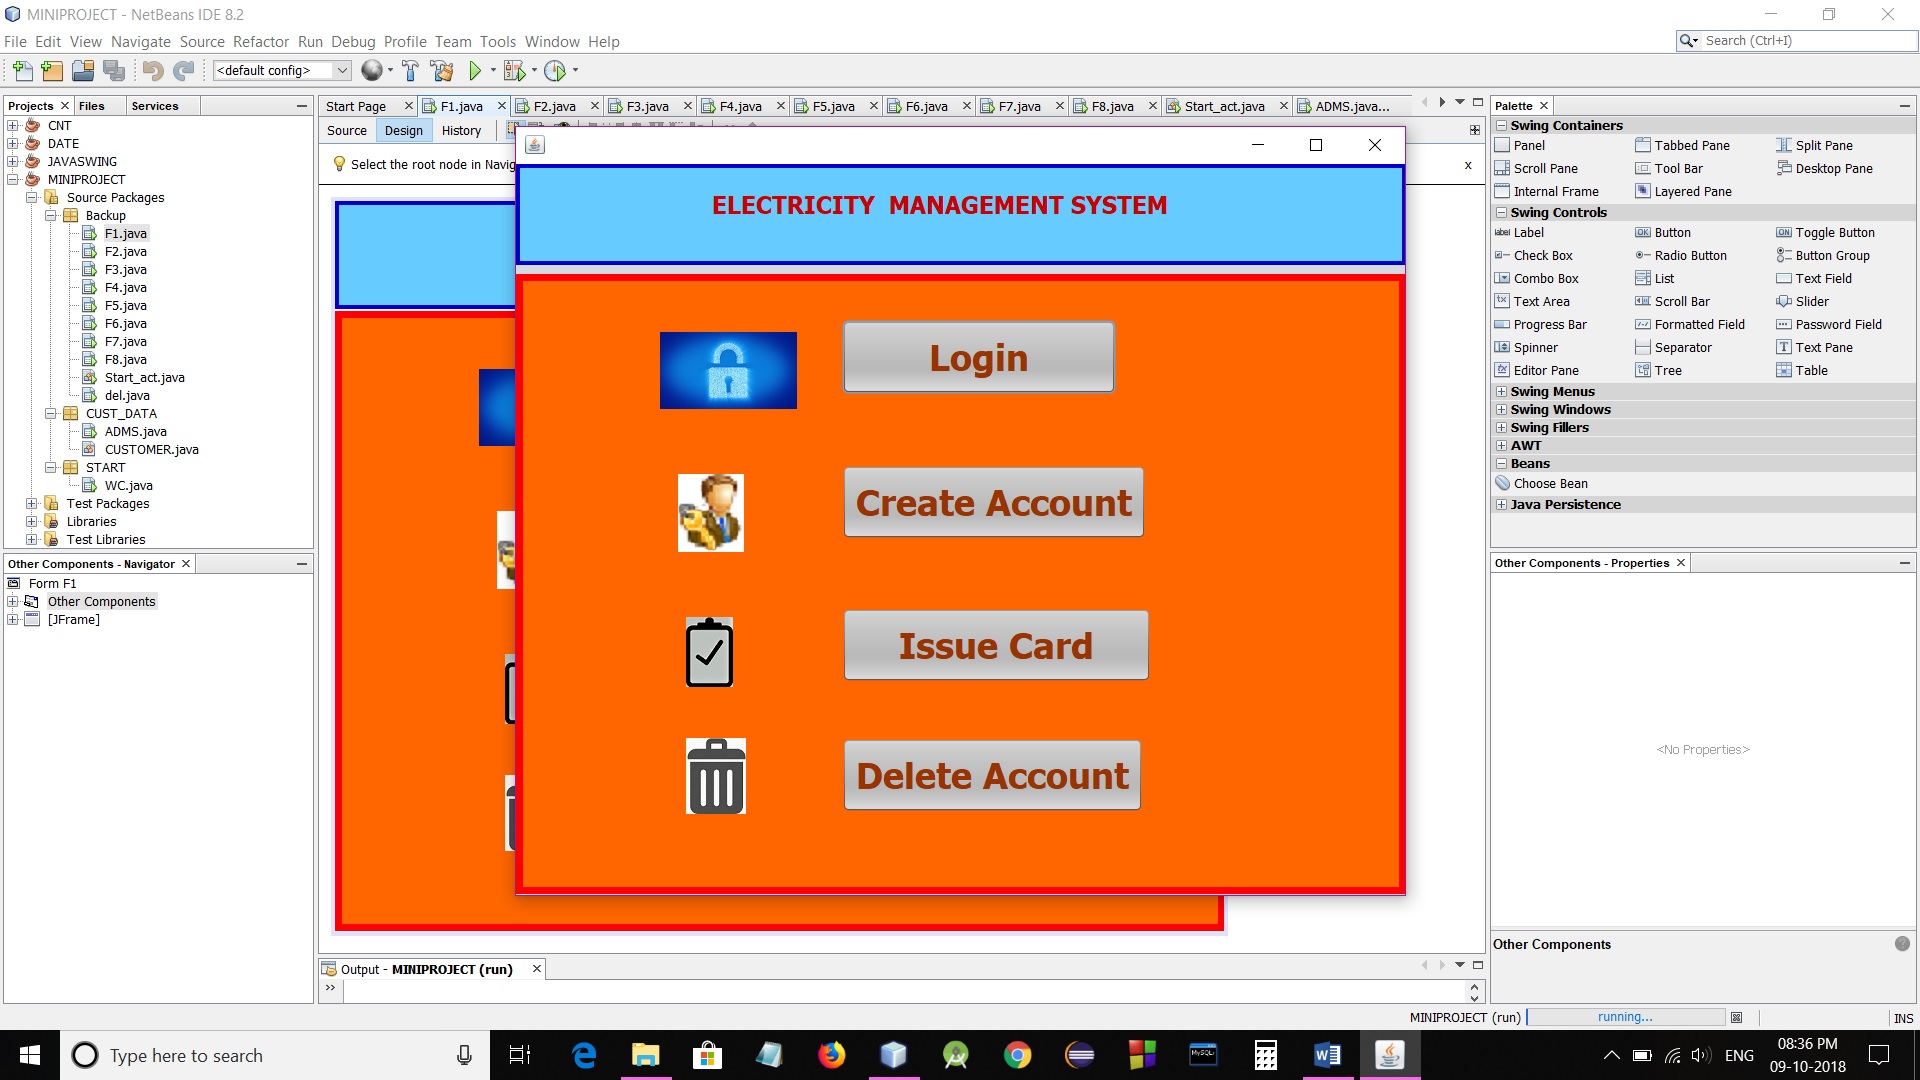 MINIPROJECT - NetBeans IDE 8.2
File Edit View Navigate Source Refactor Run Debug Profile Team Tools Window Help
Search (Ctrl+I)
<default config>
Projects
Files
Services
CNT
DATE
JAVASWING
MINIPROJECT
Source Packages
Backup
F1.java
F2.java
F3.java
F4.java
F5.java
F6.java
F7.java
F8.java
Start_act.java
del.java
CUST_DATA
ADMS.java
CUSTOMER.java
START
WC.java
Test Packages
Libraries
Test Libraries
Other Components - Navigator
Form F1
Other Components
[JFrame]
Start Page F1.java F2.java F3.java F4.java F5.java F6.java F7.java F8.java Start_act.java ADMS.java...
Source Design History
Select the root node in Navig
ELECTRICITY MANAGEMENT SYSTEM
Login
Create Account
Issue Card
Delete Account
Output - MINIPROJECT (run)
Palette
Swing Containers
Panel Tabbed Pane Split Pane
Scroll Pane Tool Bar Desktop Pane
Internal Frame Layered Pane
Swing Controls
label Label OK Button ON Toggle Button
Check Box Radio Button Button Group
Combo Box List Text Field
Text Area Scroll Bar Slider
Progress Bar Formatted Field Password Field
Spinner Separator Text Pane
Editor Pane Tree Table
Swing Menus
Swing Windows
Swing Fillers
AWT
Beans
Choose Bean
Java Persistence
Other Components - Properties
<No Properties>
Other Components
MINIPROJECT (run) running... INS
Type here to search
MySQL
ENG
08:36 PM
09-10-2018